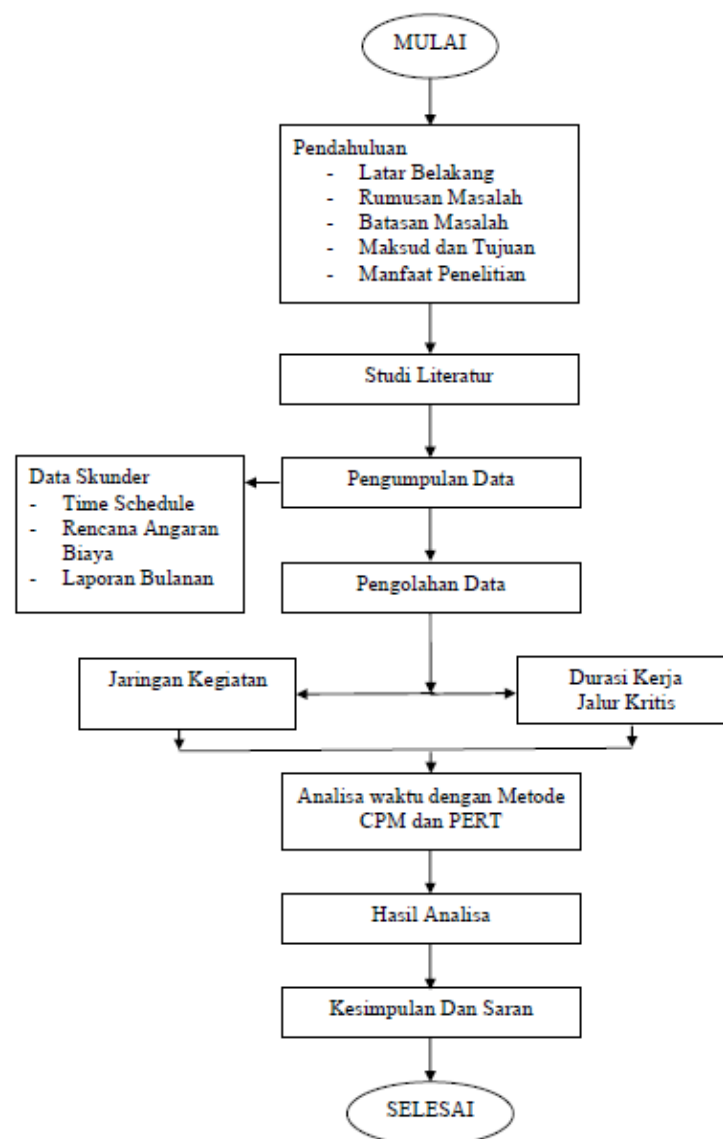 MULAI
Pendahuluan
- Latar Belakang
- Rumusan Masalah
- Batasan Masalah
- Maksud dan Tujuan
- Manfaat Penelitian
Studi Literatur
Pengumpulan Data
Data Skunder
- Time Schedule
- Rencana Angaran
Biaya
- Laporan Bulanan
Pengolahan Data
Jaringan Kegiatan
Durasi Kerja
Jalur Kritis
Analisa waktu dengan Metode
CPM dan PERT
Hasil Analisa
Kesimpulan Dan Saran
SELESAI